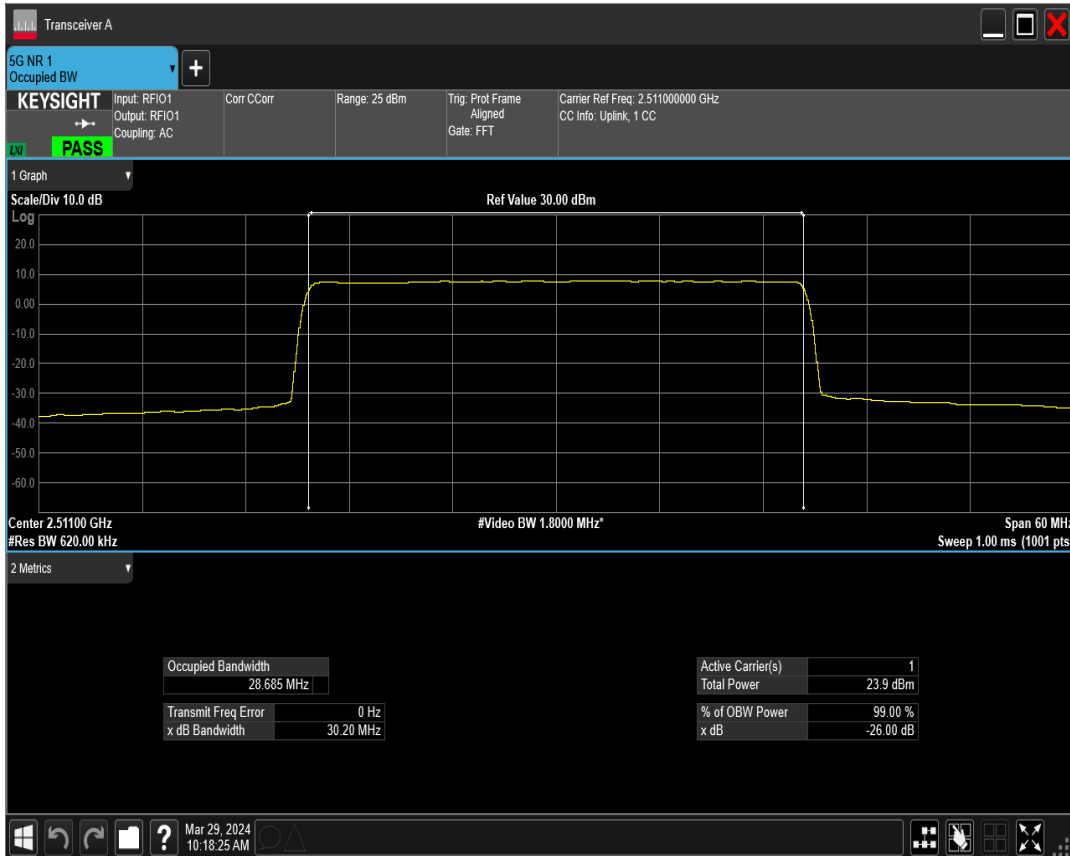 Transceiver A
5G NR 1
Occupied BW
KEYSIGHT
LXI
PASS
Input: RFIO1
Output: RFIO1
Coupling: AC
Corr CCorr
Range: 25 dBm
Trig: Prot Frame
Aligned
Gate: FFT
Carrier Ref Freq: 2.511000000 GHz
CC Info: Uplink, 1 CC
1 Graph
Scale/Div 10.0 dB
Ref Value 30.00 dBm
Log
20.0
10.0
0.00
-10.0
-20.0
-30.0
-40.0
-50.0
-60.0
Center 2.51100 GHz
#Video BW 1.8000 MHz*
Span 60 MHz
#Res BW 620.00 kHz
Sweep 1.00 ms (1001 pts
2 Metrics
Occupied Bandwidth
28.685 MHz
Transmit Freq Error 0 Hz
x dB Bandwidth 30.20 MHz
Active Carrier(s) 1
Total Power 23.9 dBm
% of OBW Power 99.00 %
x dB -26.00 dB
?
Mar 29, 2024
10:18:25 AM